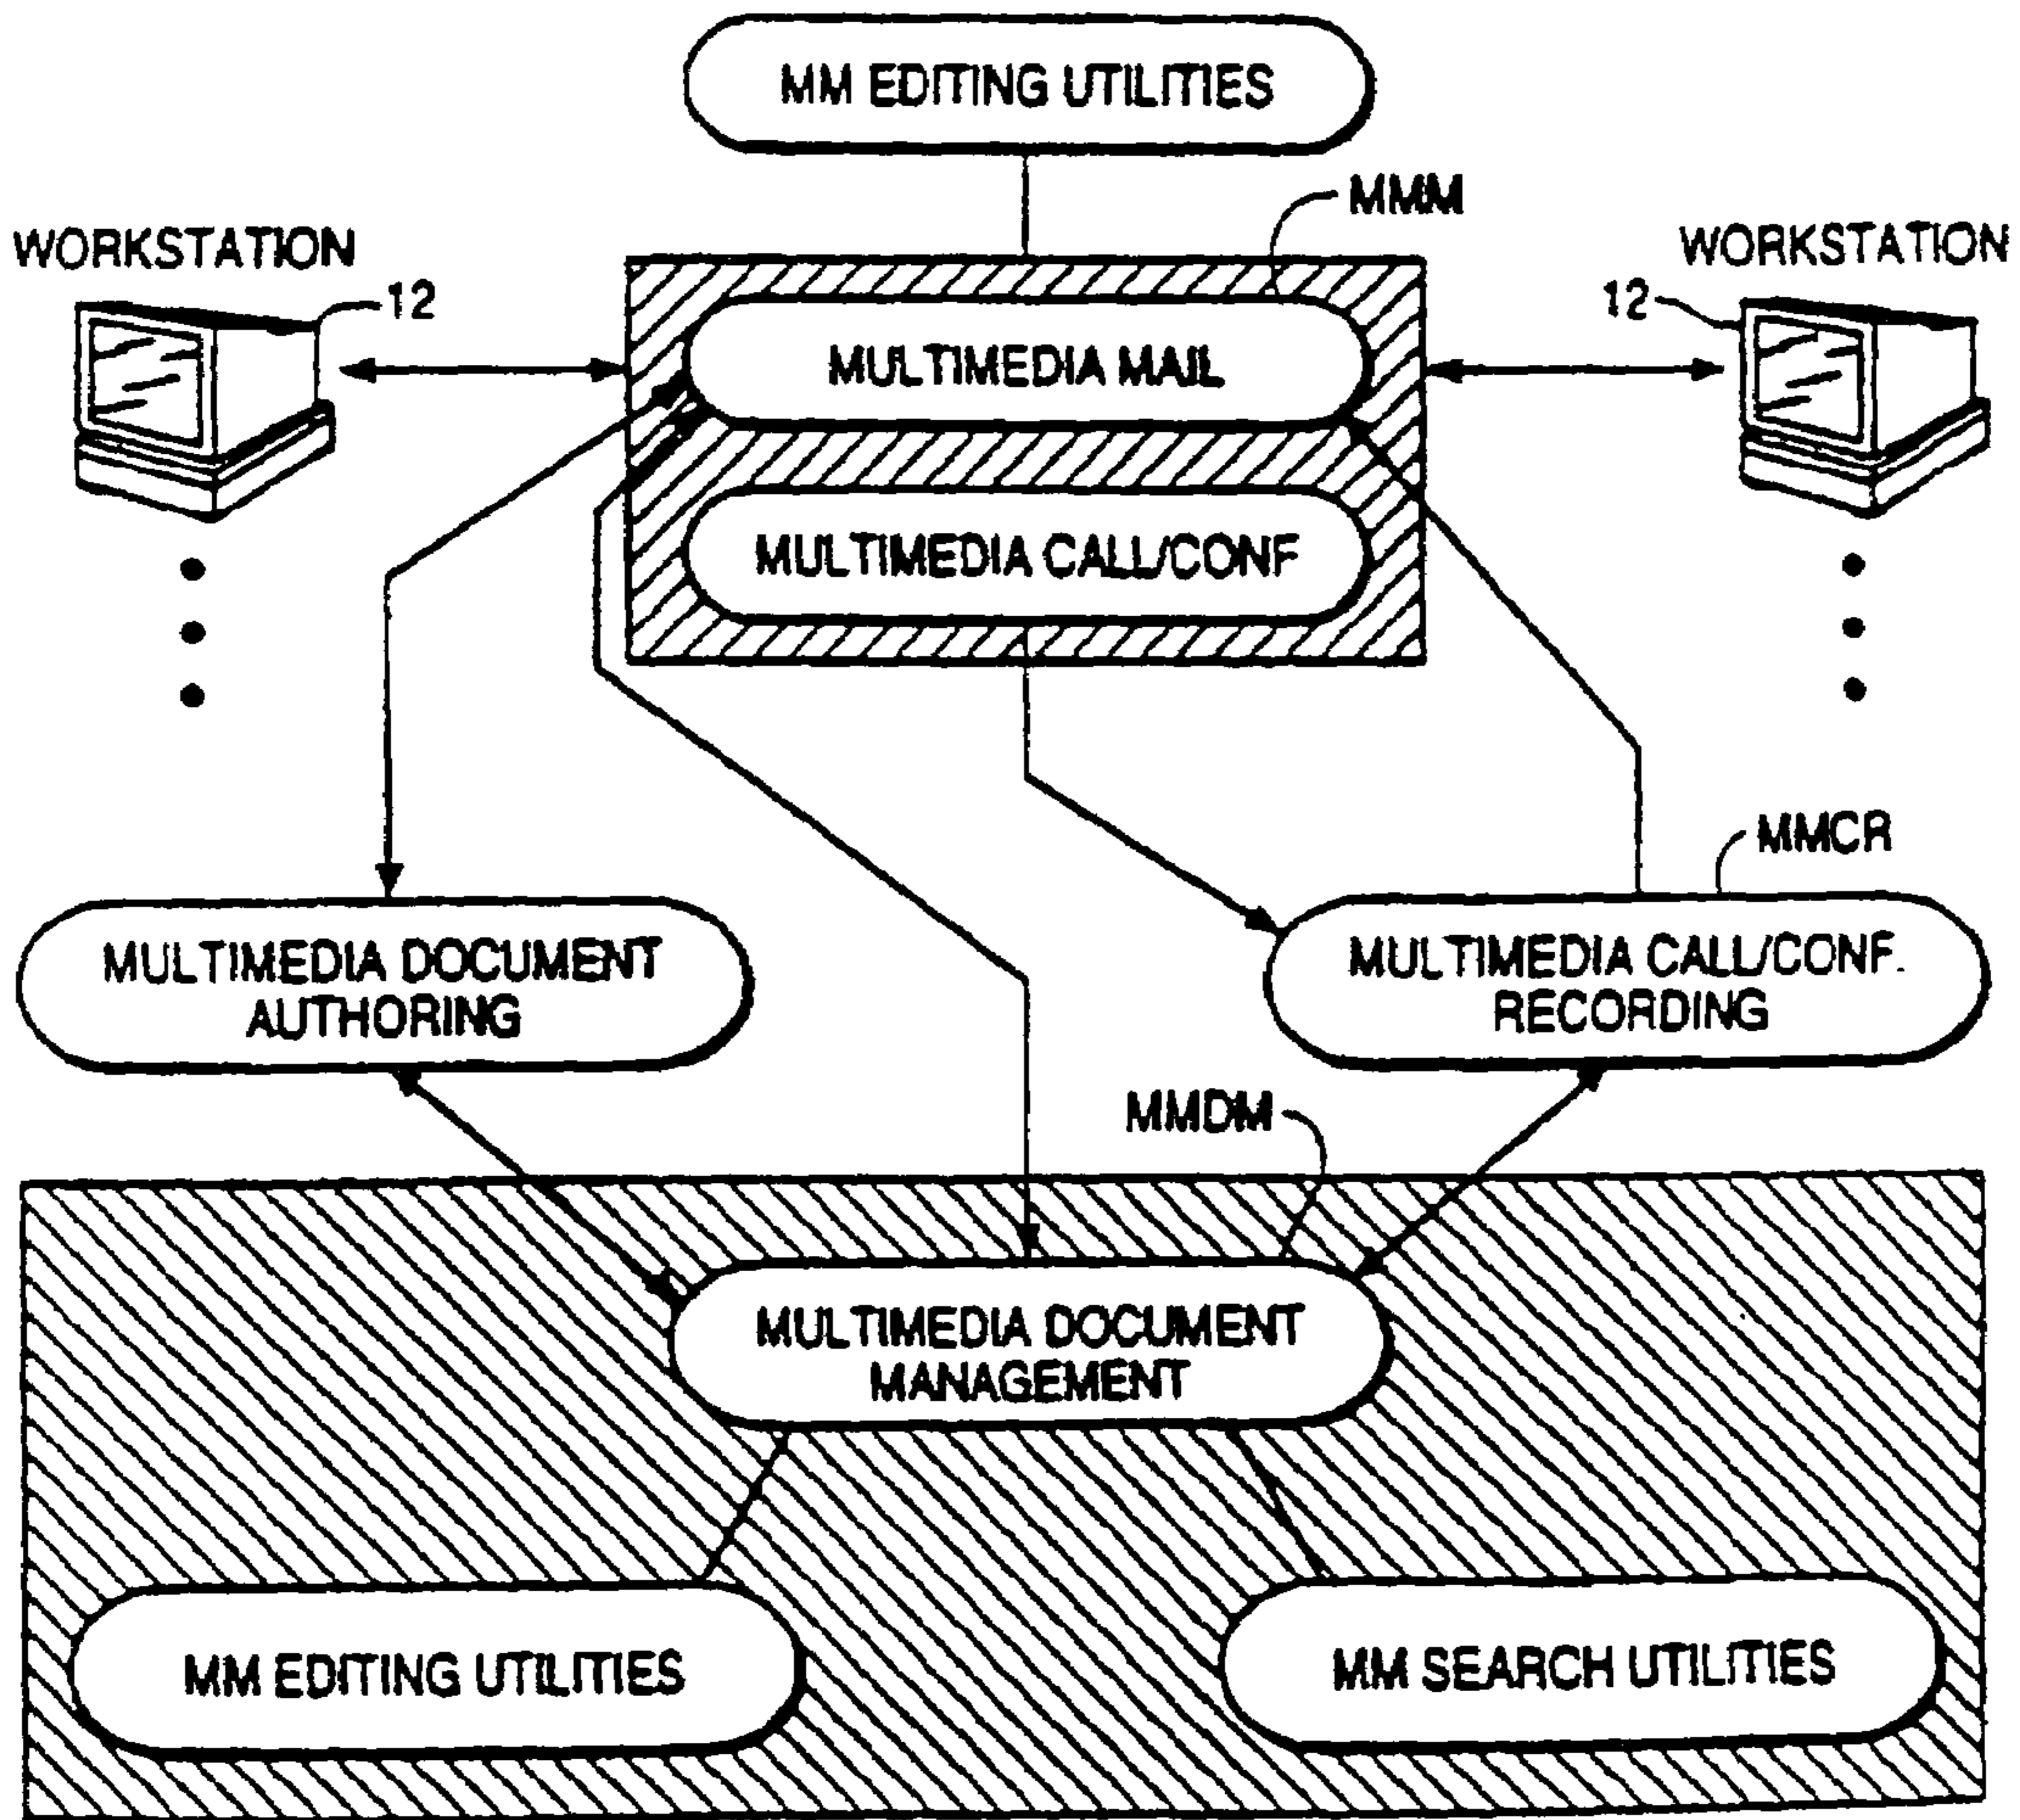 MM EDITING UTILITIES
MMM
WORKSTATION
WORKSTATION
12
12
MULTIMEDIA MAIL
MULTIMEDIA CALL/CONF
MMCR
MULTIMEDIA DOCUMENT
AUTHORING
MULTIMEDIA CALL/CONF.
RECORDING
MMDM
MULTIMEDIA DOCUMENT
MANAGEMENT
MM EDITING UTILITIES
MM SEARCH UTILITIES